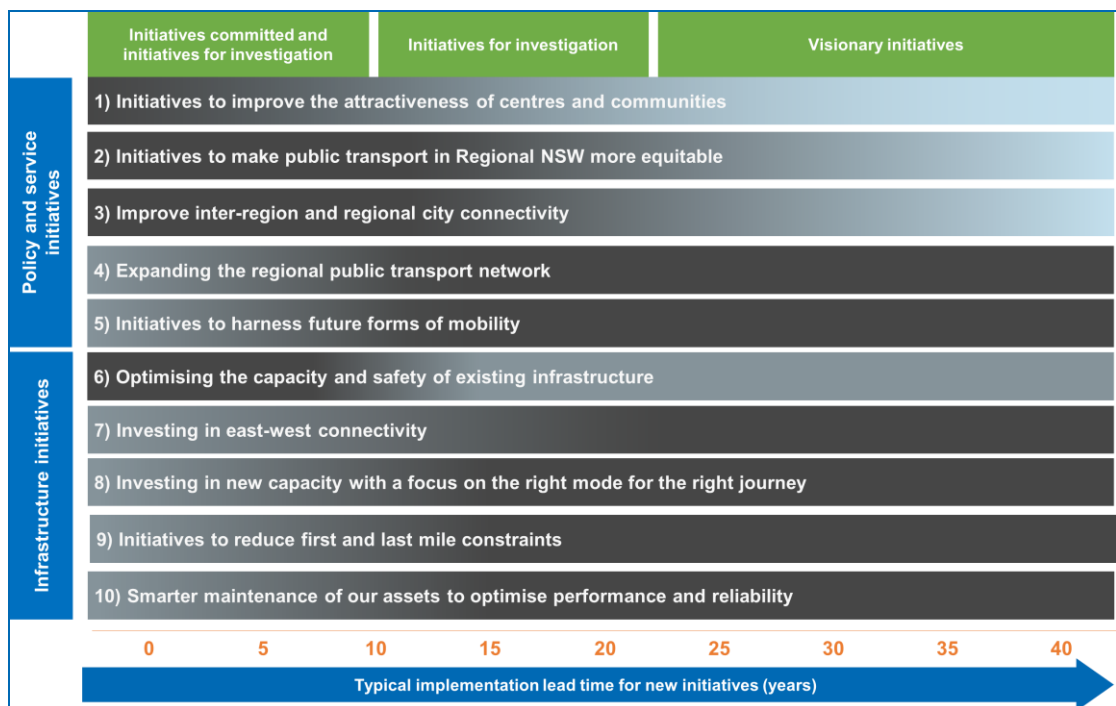 Initiatives committed and
initiatives for investigation
Initiatives for investigation
Visionary initiatives
Policy and service
initiatives
1) Initiatives to improve the attractiveness of centres and communities
2) Initiatives to make public transport in Regional NSW more equitable
3) Improve inter-region and regional city connectivity
4) Expanding the regional public transport network
5) Initiatives to harness future forms of mobility
Infrastructure initiatives
6) Optimising the capacity and safety of existing infrastructure
7) Investing in east-west connectivity
8) Investing in new capacity with a focus on the right mode for the right journey
9) Initiatives to reduce first and last mile constraints
10) Smarter maintenance of our assets to optimise performance and reliability
0 5 10 15 20 25 30 35 40
Typical implementation lead time for new initiatives (years)